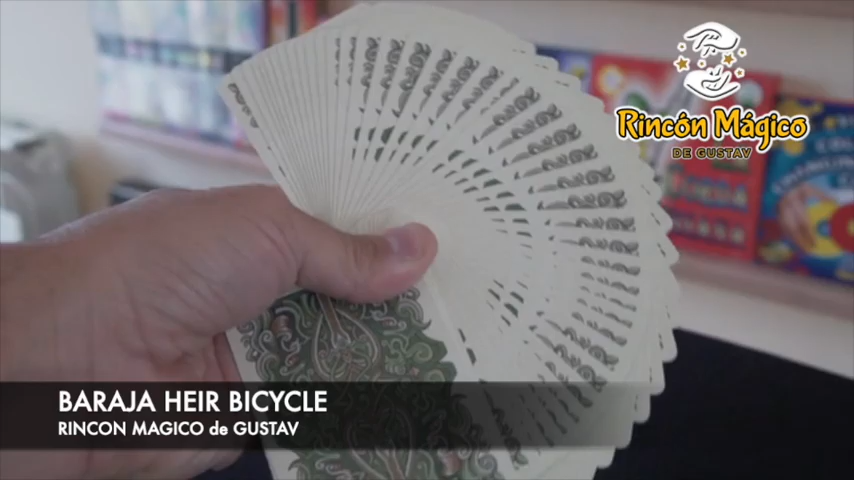 Rincón Mágico
DE GUSTAV
BARAJA HEIR BICYCLE
RINCON MAGICO de GUSTAV